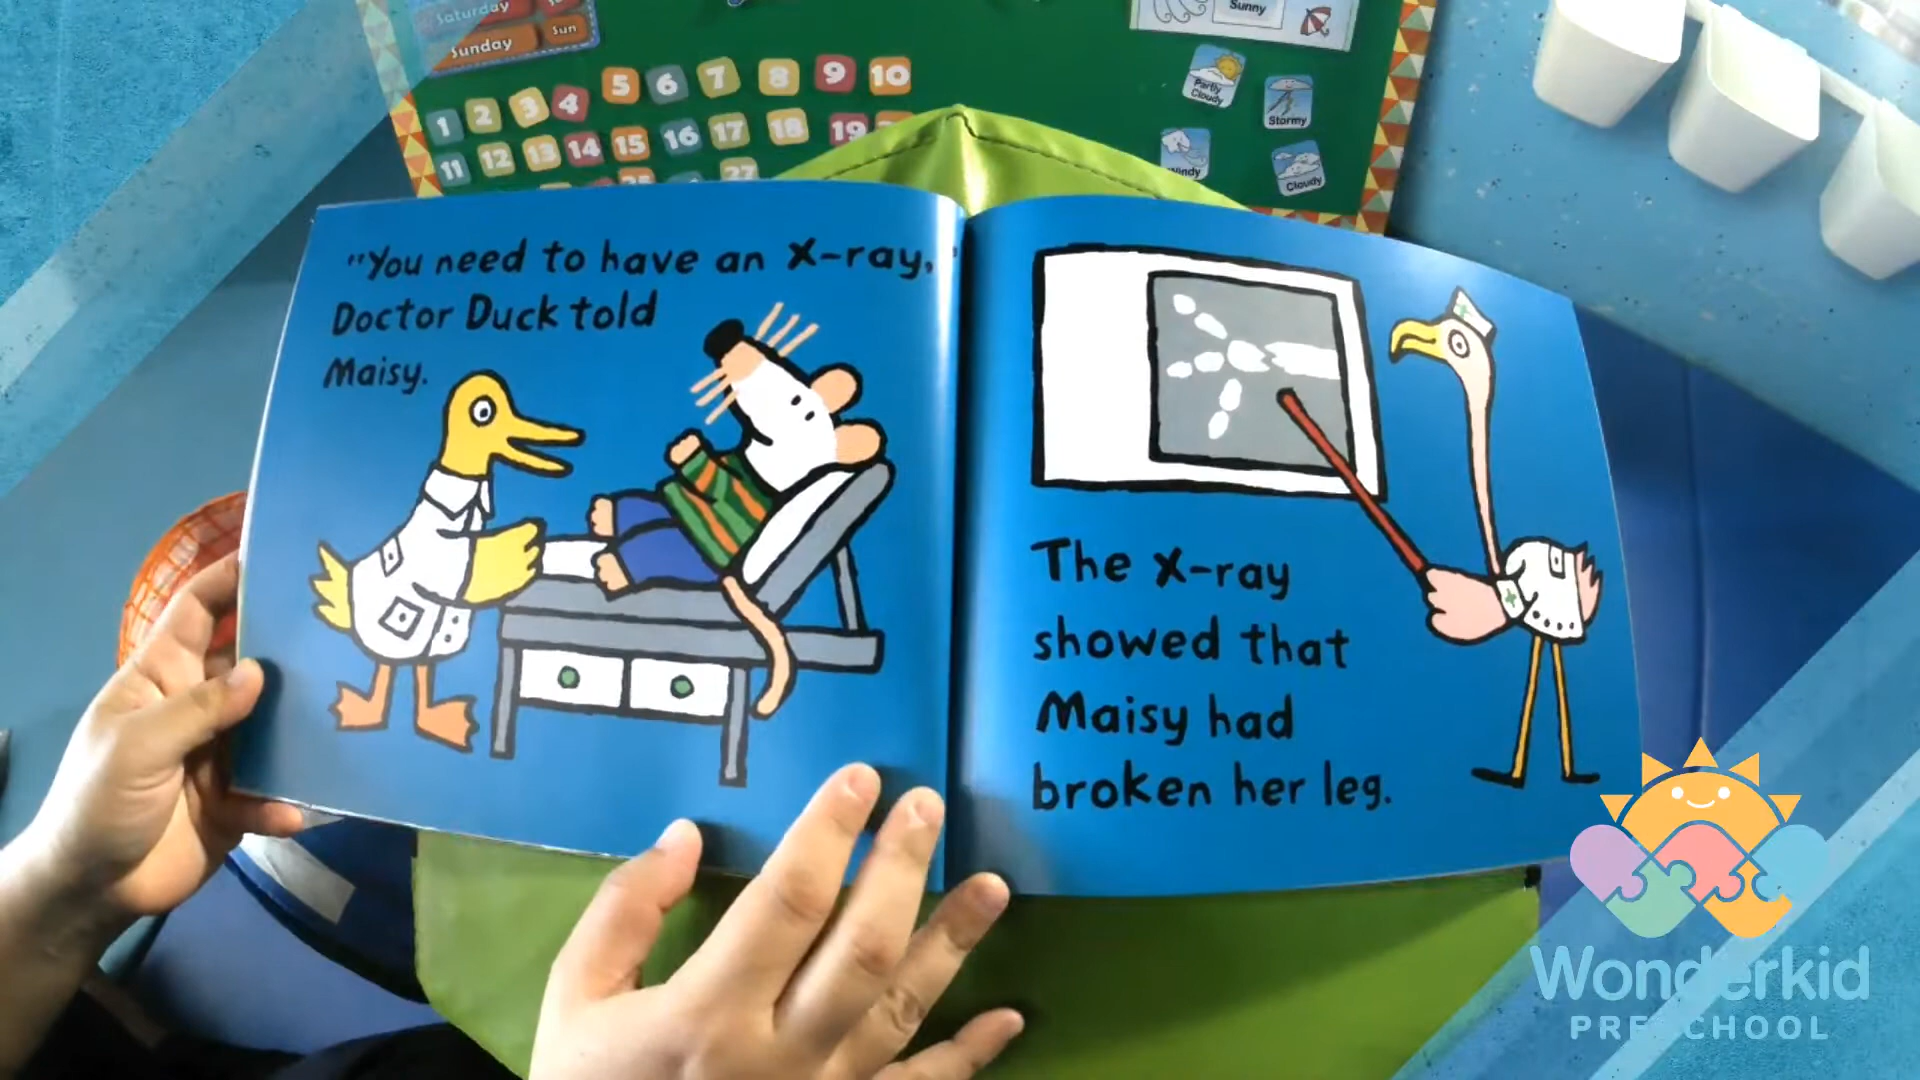 Saturday
Sunday Sun
Sunny
1 2 3 4 5 6 7 8 9 10
11 12 13 14 15 16 17 18 19
27
Partly
Cloudy
Stormy
Windy
Cloudy
"You need to have an X-ray,"
Doctor Duck told
Maisy.
The X-ray
showed that
Maisy had
broken her leg.
Wonderkid
PRESCHOOL